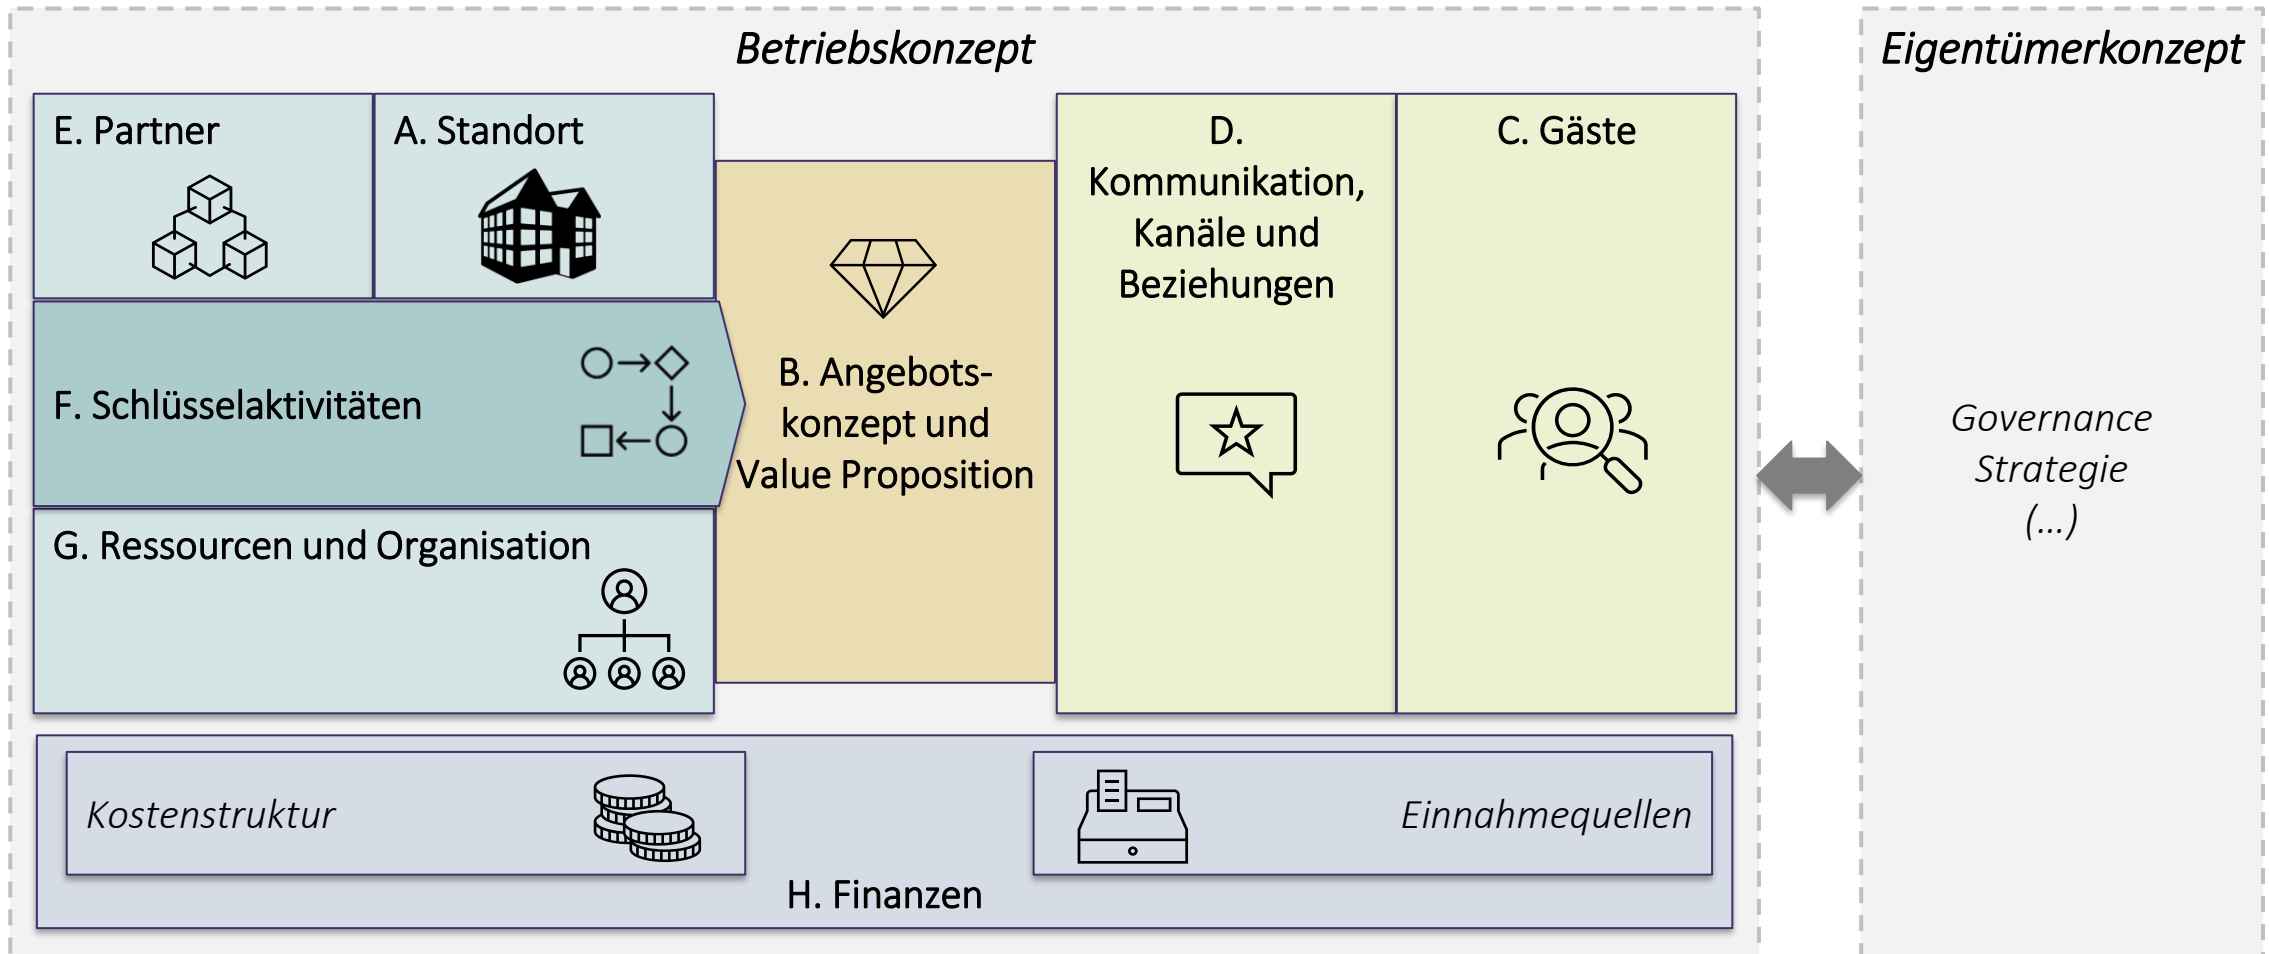 Betriebskonzept
Eigentümerkonzept
E. Partner
A. Standort
D.
Kommunikation,
Kanäle und
Beziehungen
C. Gäste
F. Schlüsselaktivitäten
B. Angebots-
konzept und
Value Proposition
G. Ressourcen und Organisation
Governance
Strategie
(...)
Kostenstruktur
Einnahmequellen
H. Finanzen